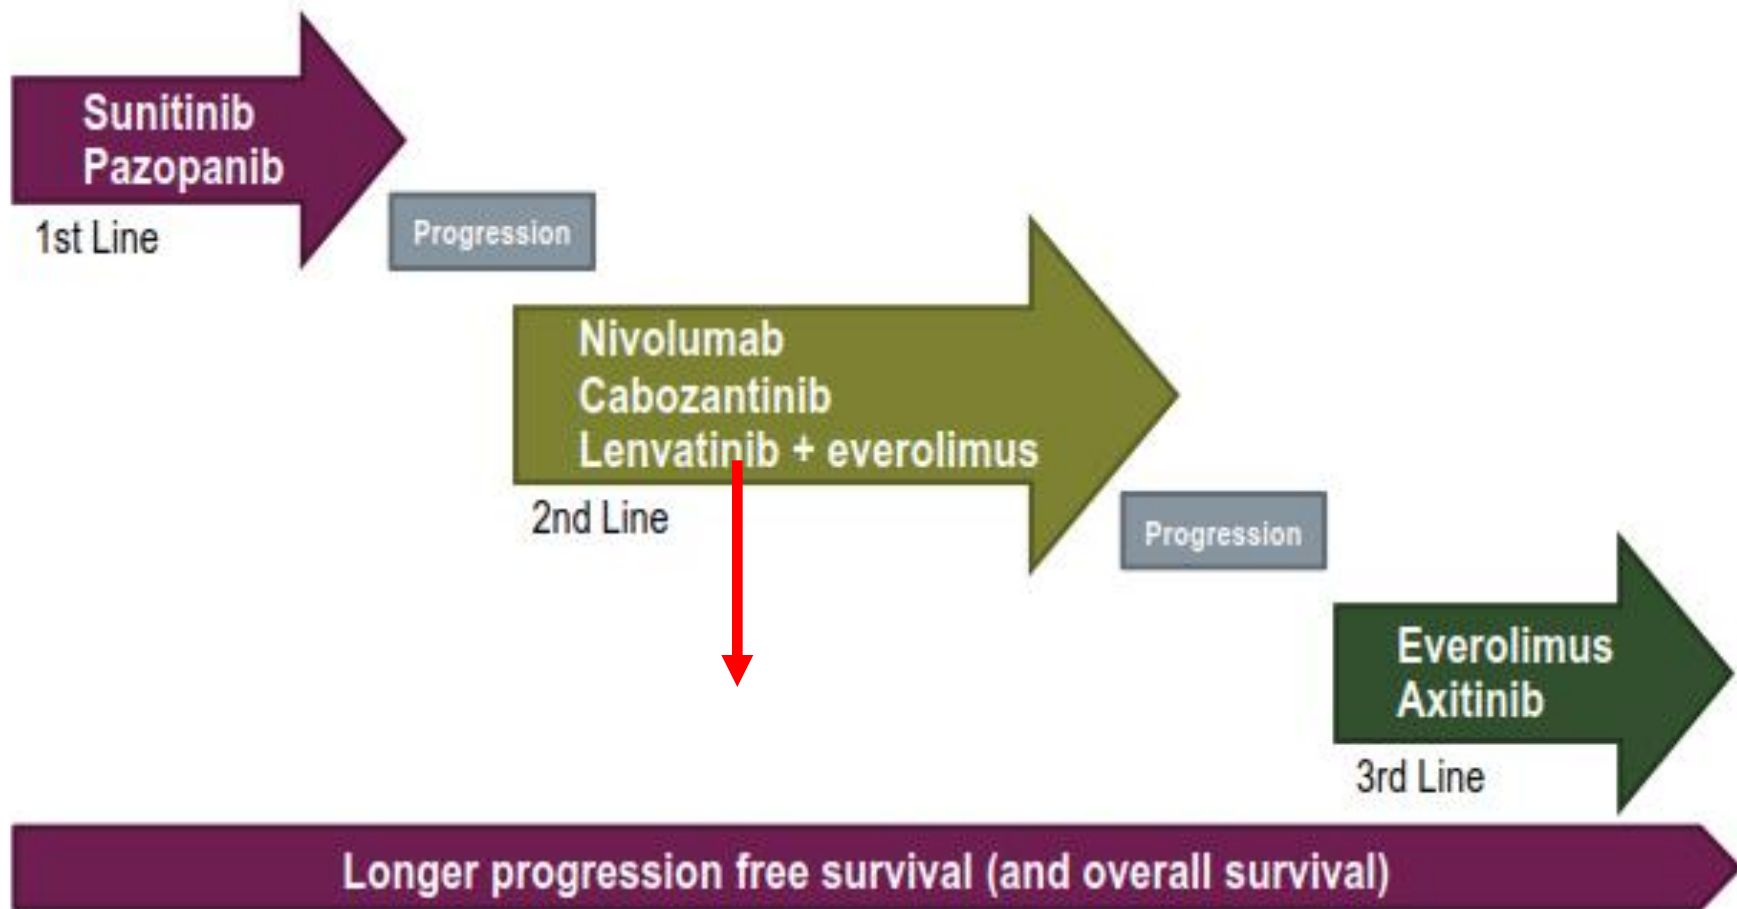 Sunitinib
Pazopanib
1st Line
Progression
Nivolumab
Cabozantinib
Lenvatinib + everolimus
2nd Line
Progression
Everolimus
Axitinib
3rd Line
Longer progression free survival (and overall survival)